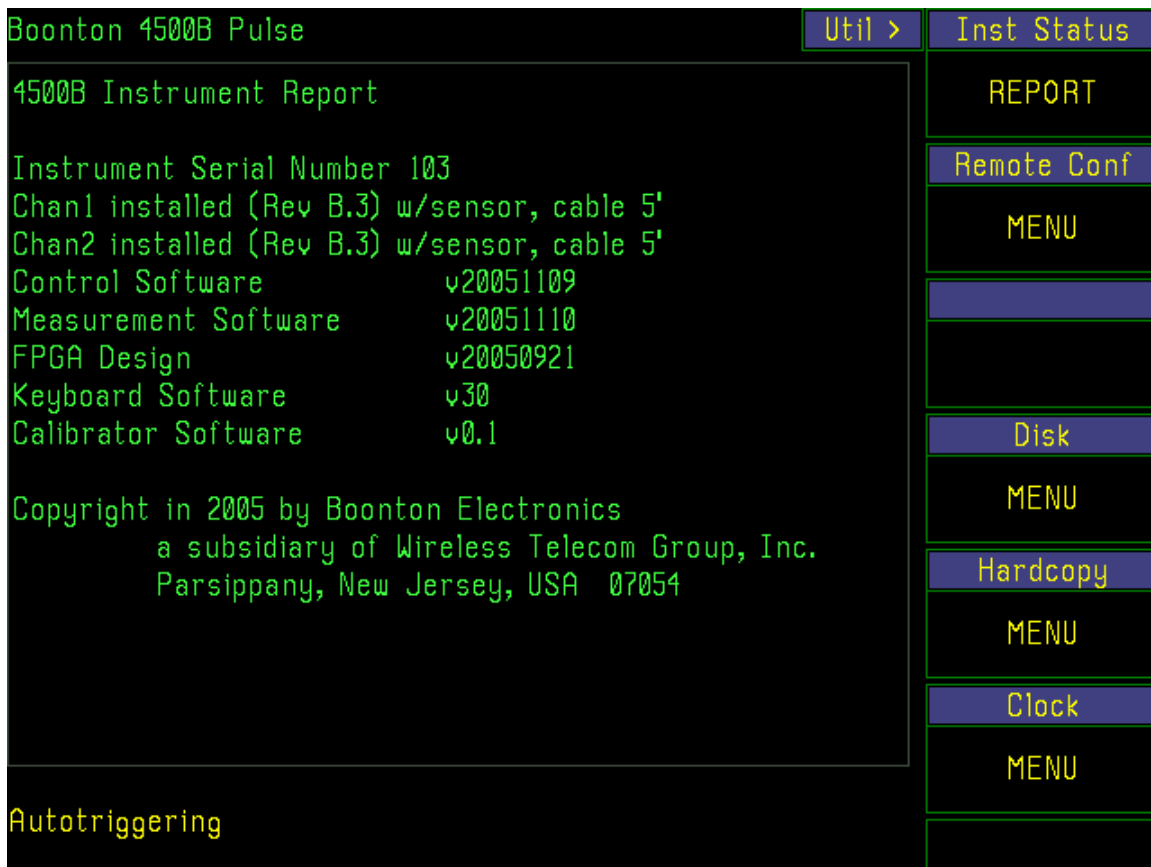 Boonton 4500B Pulse
Util >
4500B Instrument Report
Instrument Serial Number 103
Chan1 installed (Rev B.3) w/sensor, cable 5'
Chan2 installed (Rev B.3) w/sensor, cable 5'
Control Software v20051109
Measurement Software v20051110
FPGA Design v20050921
Keyboard Software v30
Calibrator Software v0.1
Copyright in 2005 by Boonton Electronics
a subsidiary of Wireless Telecom Group, Inc.
Parsippany, New Jersey, USA 07054
Autotriggering
Inst Status
REPORT
Remote Conf
MENU
Disk
MENU
Hardcopy
MENU
Clock
MENU